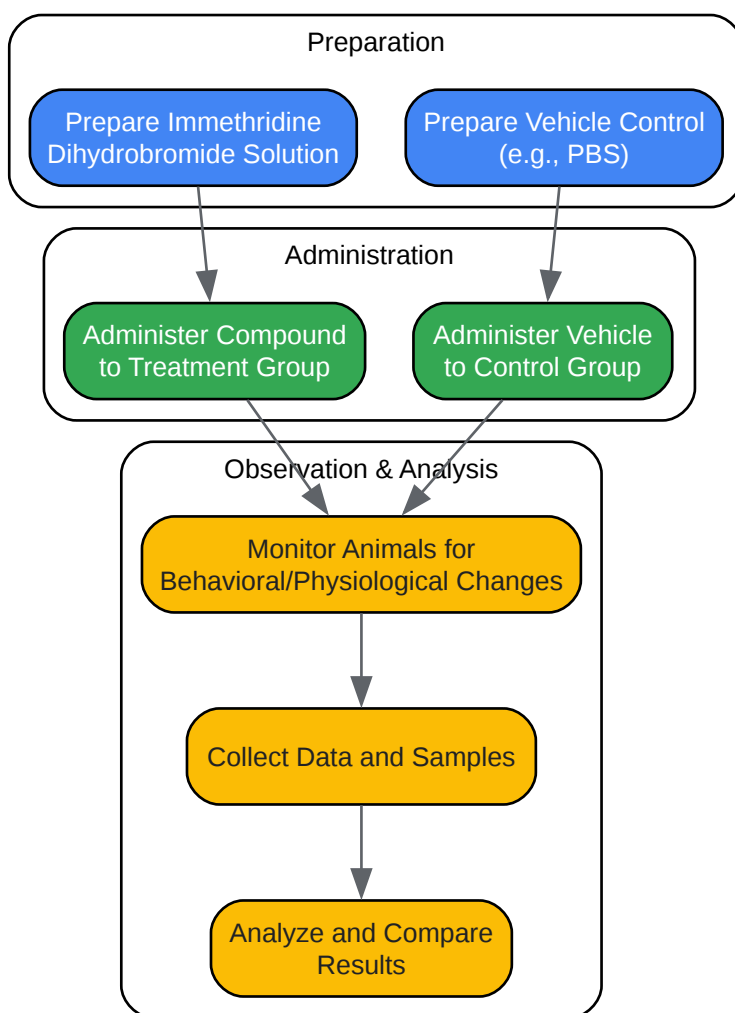 Preparation
Prepare Immethridine
Dihydrobromide Solution
Prepare Vehicle Control
(e.g., PBS)
Administration
Administer Compound
to Treatment Group
Administer Vehicle
to Control Group
Observation & Analysis
Monitor Animals for
Behavioral/Physiological Changes
Collect Data and Samples
Analyze and Compare
Results